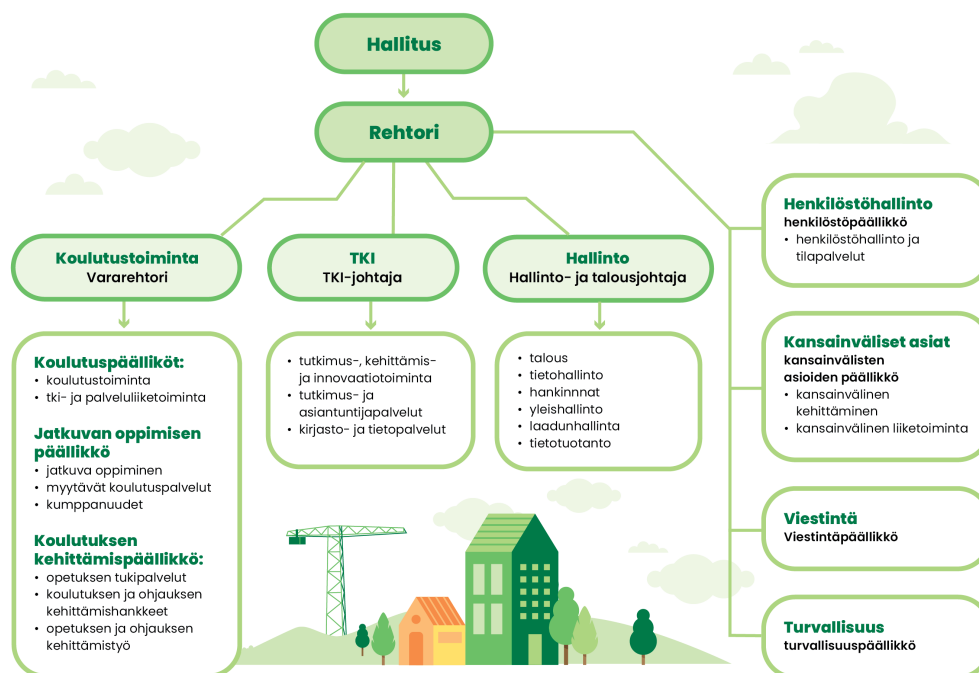 Hallitus
Rehtori
Koulutustoiminta
Vararehtori
TKI
TKI-johtaja
Hallinto
Hallinto- ja talousjohtaja
Koulutuspäälliköt:
• koulutustoiminta
• tki- ja palveluliiketoiminta
Jatkuvan oppimisen
päällikkö
• jatkuva oppiminen
• myytävät koulutuspalvelut
• kumppanuudet
Koulutuksen
kehittämispäällikkö:
• opetuksen tukipalvelut
• koulutuksen ja ohjauksen
kehittämishankkeet
• opetuksen ja ohjauksen
kehittämistyö
• tutkimus-, kehittämis-
ja innovaatiotoiminta
• tutkimus- ja
asiantuntijapalvelut
• kirjasto- ja tietopalvelut
• talous
• tietohallinto
• hankinnnat
• yleishallinto
• laadunhallinta
• tietotuotanto
Henkilöstöhallinto
henkilöstöpäällikkö
• henkilöstöhallinto ja
tilapalvelut
Kansainväliset asiat
kansainvälisten
asioiden päällikkö
• kansainvälinen
kehittäminen
• kansainvälinen liiketoiminta
Viestintä
Viestintäpäällikkö
Turvallisuus
turvallisuuspäällikkö